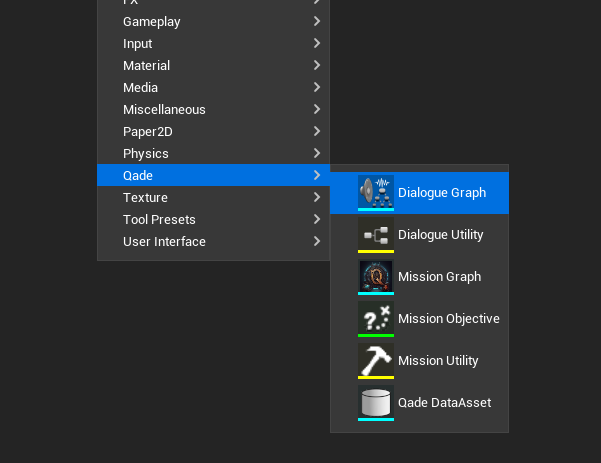 FX
Gameplay
Input
Material
Media
Miscellaneous
Paper2D
Physics
Qade
Texture
Tool Presets
User Interface
Dialogue Graph
Dialogue Utility
Mission Graph
Mission Objective
Mission Utility
Qade DataAsset